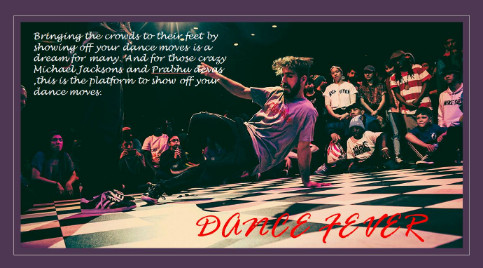 Bringing the crowds to their feet by
showing off your dance moves is a
dream for many. And for those crazy
Michael Jacksons and Prabhu devas
,this is the platform to show off your
dance moves.
DANCE FEVER